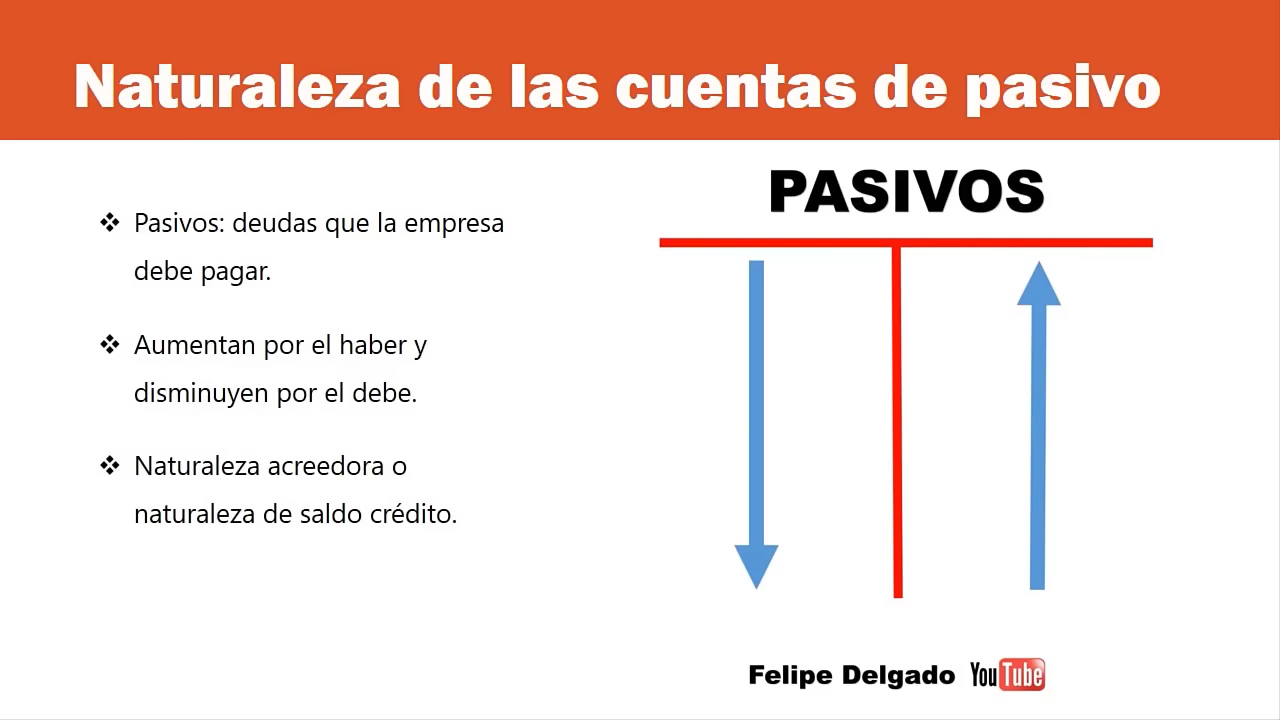 Naturaleza de las cuentas de pasivo
❖ Pasivos: deudas que la empresa
debe pagar.
❖ Aumentan por el haber y
disminuyen por el debe.
❖ Naturaleza acreedora o
naturaleza de saldo crédito.
PASIVOS
Felipe Delgado YouTube